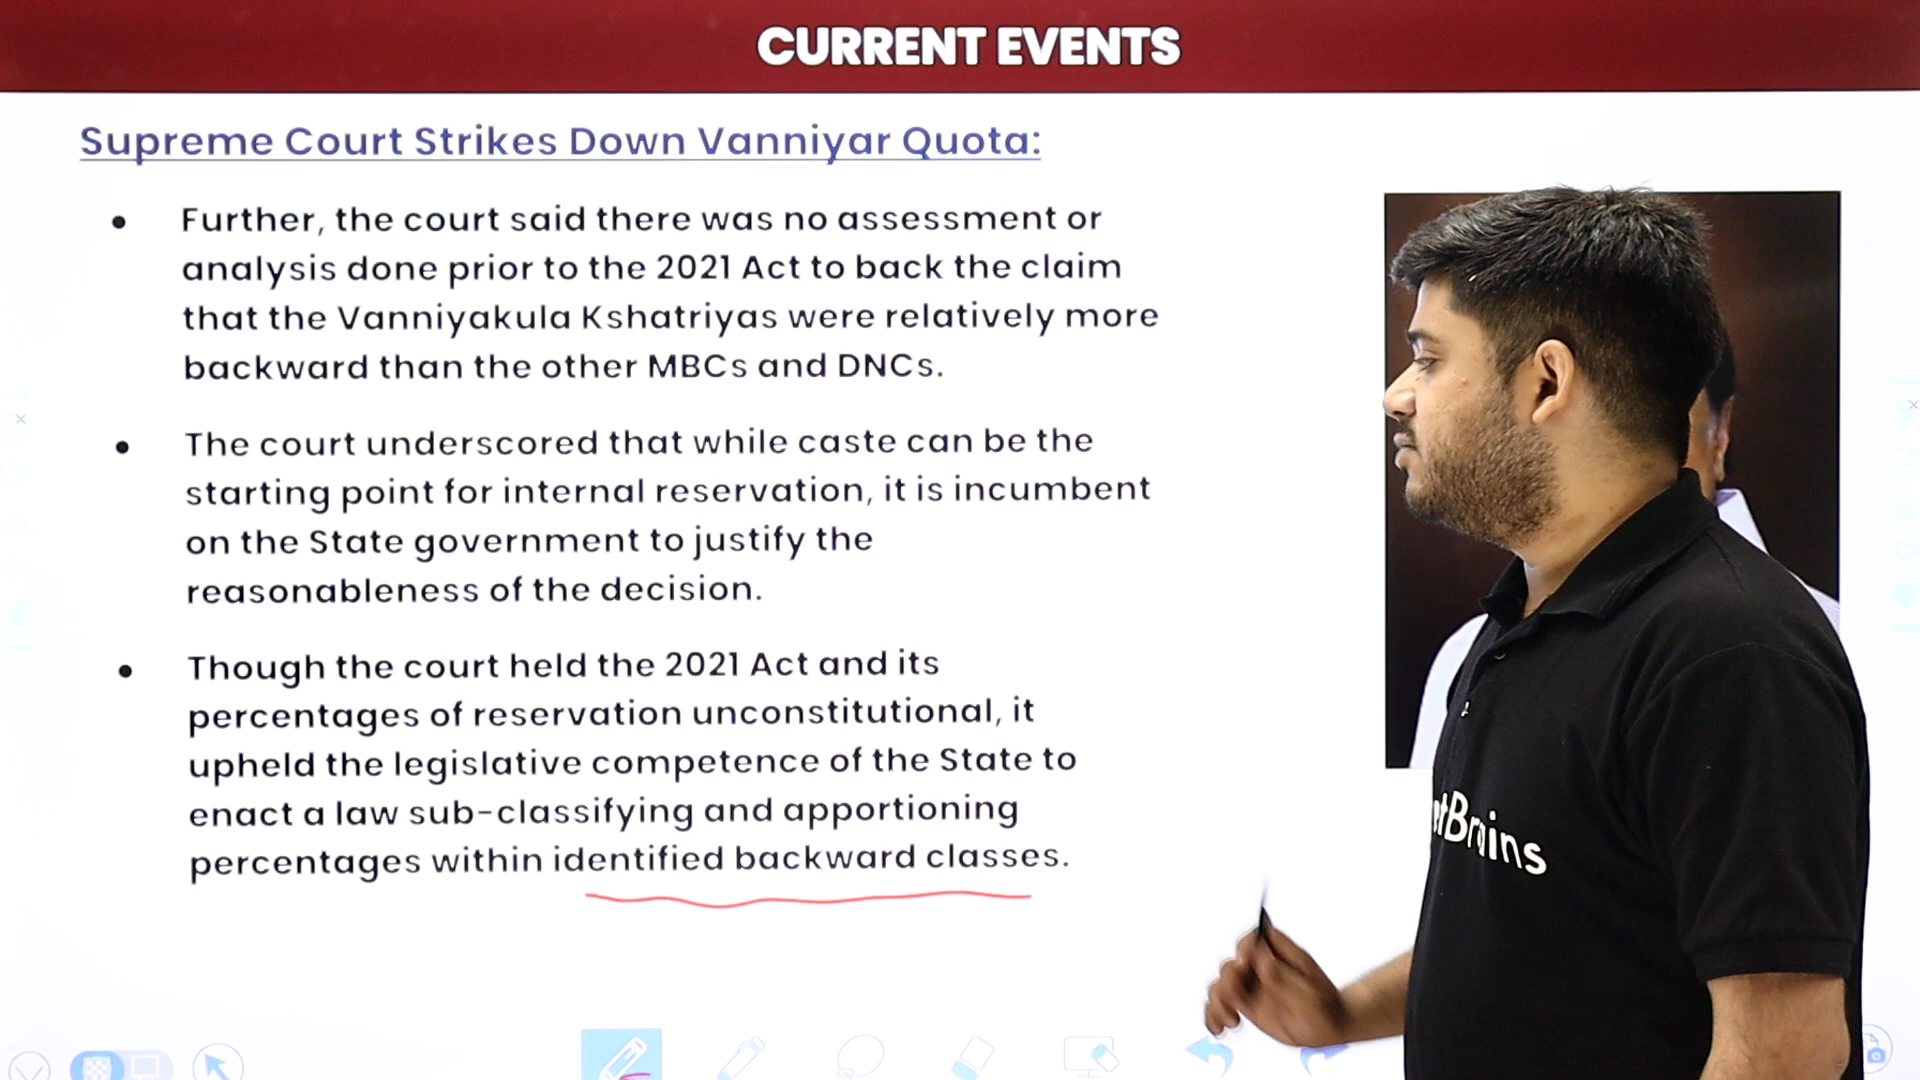 CURRENT EVENTS
Supreme Court Strikes Down Vanniyar Quota:
• Further, the court said there was no assessment or
analysis done prior to the 2021 Act to back the claim
that the Vanniyakula Kshatriyas were relatively more
backward than the other MBCs and DNCs.
• The court underscored that while caste can be the
starting point for internal reservation, it is incumbent
on the State government to justify the
reasonableness of the decision.
• Though the court held the 2021 Act and its
percentages of reservation unconstitutional, it
upheld the legislative competence of the State to
enact a law sub-classifying and apportioning
percentages within identified backward classes.